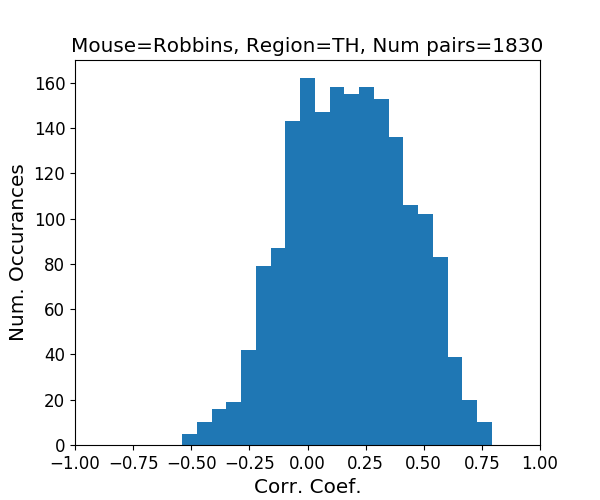 Mouse=Robbins, Region=TH, Num pairs=1830
160
140
120
100
80
60
40
20
0
Num. Occurances
−1.00 −0.75 −0.50 −0.25 0.00 0.25 0.50 0.75 1.00
Corr. Coef.